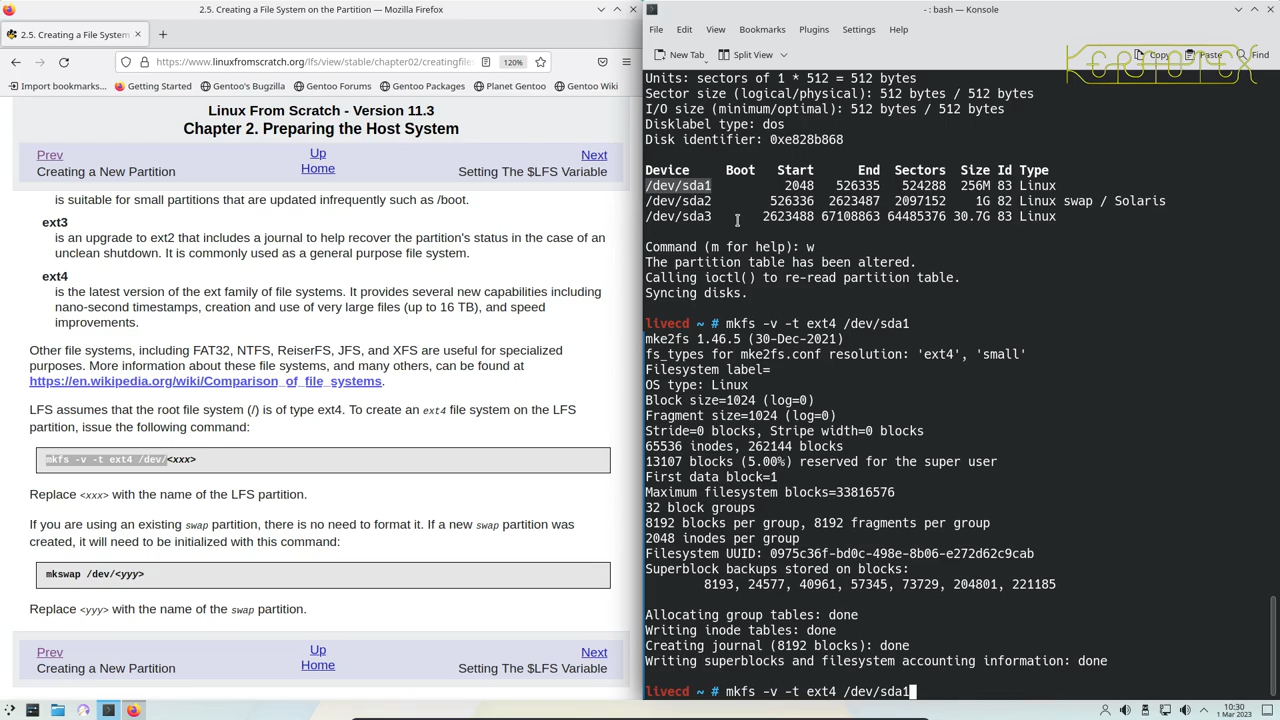 2.5. Creating a File System on the Partition — Mozilla Firefox
2.5. Creating a File System
https://www.linuxfromscratch.org/lfs/view/stable/chapter02/creatingfile
120%
Import bookmarks...
Getting Started
Gentoo's Bugzilla
Gentoo Forums
Gentoo Packages
Planet Gentoo
Gentoo Wiki
Linux From Scratch - Version 11.3
Chapter 2. Preparing the Host System
Prev
Up
Next
Creating a New Partition
Home
Setting The $LFS Variable
is suitable for small partitions that are updated infrequently such as /boot.
ext3
is an upgrade to ext2 that includes a journal to help recover the partition's status in the case of an
unclean shutdown. It is commonly used as a general purpose file system.
ext4
is the latest version of the ext family of file systems. It provides several new capabilities including
nano-second timestamps, creation and use of very large files (up to 16 TB), and speed
improvements.
Other file systems, including FAT32, NTFS, ReiserFS, JFS, and XFS are useful for specialized
purposes. More information about these file systems, and many others, can be found at
https://en.wikipedia.org/wiki/Comparison_of_file_systems.
LFS assumes that the root file system (/) is of type ext4. To create an ext4 file system on the LFS
partition, issue the following command:
mkfs -v -t ext4 /dev/<xxx>
Replace <xxx> with the name of the LFS partition.
If you are using an existing swap partition, there is no need to format it. If a new swap partition was
created, it will need to be initialized with this command:
mkswap /dev/<yyy>
Replace <yyy> with the name of the swap partition.
Prev
Up
Next
Creating a New Partition
Home
Setting The $LFS Variable
- : bash — Konsole
File Edit View Bookmarks Plugins Settings Help
New Tab
Split View
Copy
Paste
Find
Units: sectors of 1 * 512 = 512 bytes
Sector size (logical/physical): 512 bytes / 512 bytes
I/O size (minimum/optimal): 512 bytes / 512 bytes
Disklabel type: dos
Disk identifier: 0xe828b868
Device Boot Start End Sectors Size Id Type
/dev/sda1 2048 526335 524288 256M 83 Linux
/dev/sda2 526336 2623487 2097152 1G 82 Linux swap / Solaris
/dev/sda3 2623488 67108863 64485376 30.7G 83 Linux
Command (m for help): w
The partition table has been altered.
Calling ioctl() to re-read partition table.
Syncing disks.
livecd ~ # mkfs -v -t ext4 /dev/sda1
mke2fs 1.46.5 (30-Dec-2021)
fs_types for mke2fs.conf resolution: 'ext4', 'small'
Filesystem label=
OS type: Linux
Block size=1024 (log=0)
Fragment size=1024 (log=0)
Stride=0 blocks, Stripe width=0 blocks
65536 inodes, 262144 blocks
13107 blocks (5.00%) reserved for the super user
First data block=1
Maximum filesystem blocks=33816576
32 block groups
8192 blocks per group, 8192 fragments per group
2048 inodes per group
Filesystem UUID: 0975c36f-bd0c-498e-8b06-e272d62c9cab
Superblock backups stored on blocks:
8193, 24577, 40961, 57345, 73729, 204801, 221185
Allocating group tables: done
Writing inode tables: done
Creating journal (8192 blocks): done
Writing superblocks and filesystem accounting information: done
livecd ~ # mkfs -v -t ext4 /dev/sda1
10:30
1 Mar 2023